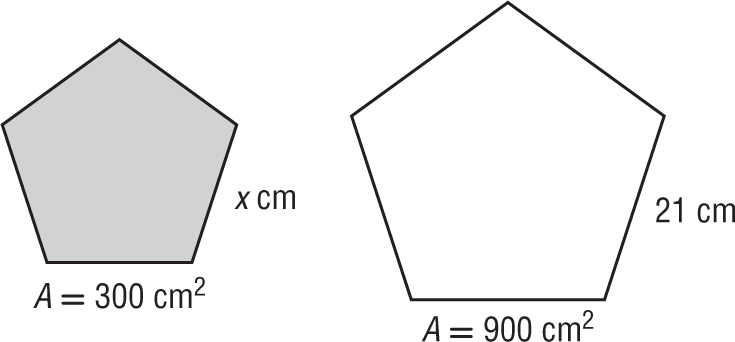 x cm
A = 300 cm²
21 cm
A = 900 cm²